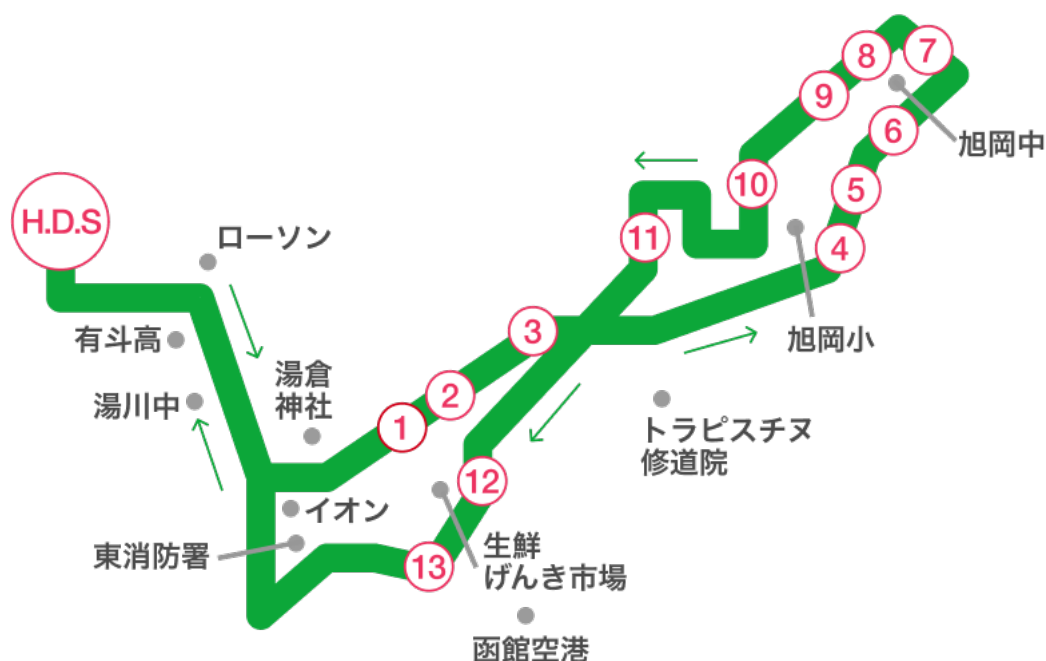 7
8
9
6
旭岡中
10
5
H.D.S
11
4
ローソン
3
旭岡小
有斗高
湯倉
神社
湯川中
2
1
トラピスチヌ
修道院
12
イオン
東消防署
13
生鮮
げんき市場
函館空港